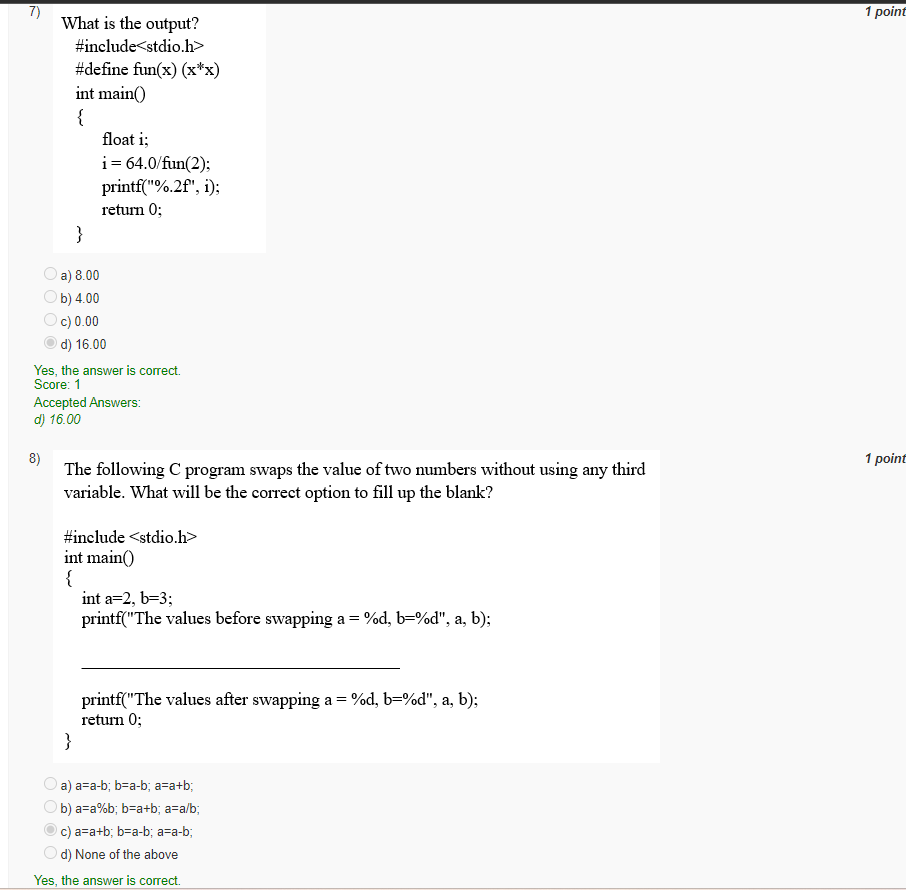 7)
1 point
What is the output?
#include<stdio.h>
#define fun(x) (x*x)
int main()
{
float i;
i = 64.0/fun(2);
printf("%.2f", i);
return 0;
}
a) 8.00
b) 4.00
c) 0.00
d) 16.00
Yes, the answer is correct.
Score: 1
Accepted Answers:
d) 16.00
8)
1 point
The following C program swaps the value of two numbers without using any third
variable. What will be the correct option to fill up the blank?
#include <stdio.h>
int main()
{
int a=2, b=3;
printf("The values before swapping a = %d, b=%d", a, b);
printf("The values after swapping a = %d, b=%d", a, b);
return 0;
}
a) a=a-b; b=a-b; a=a+b;
b) a=a%b; b=a+b; a=a/b;
c) a=a+b; b=a-b; a=a-b;
d) None of the above
Yes, the answer is correct.